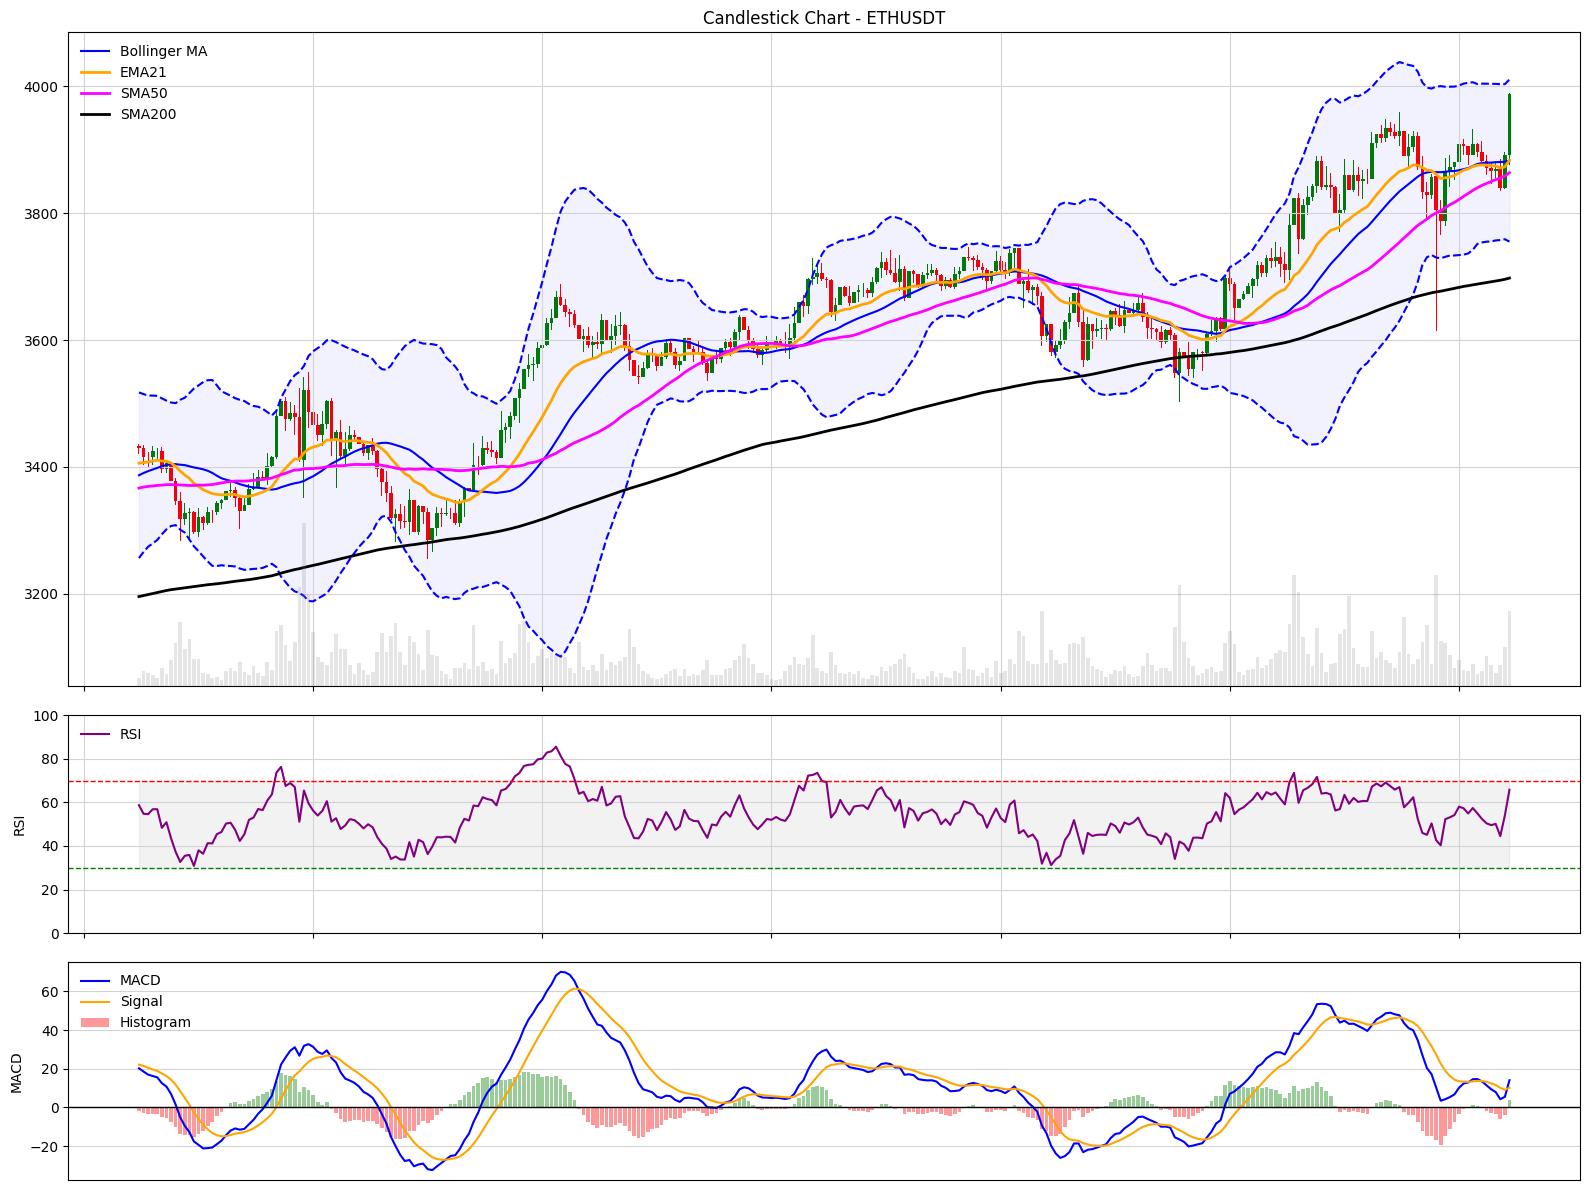 Candlestick Chart - ETHUSDT
Bollinger MA
EMA21
SMA50
SMA200
4000
3800
3600
3400
3200
RSI
100
80
60
40
20
0
RSI
MACD
Signal
Histogram
60
40
20
0
−20
MACD